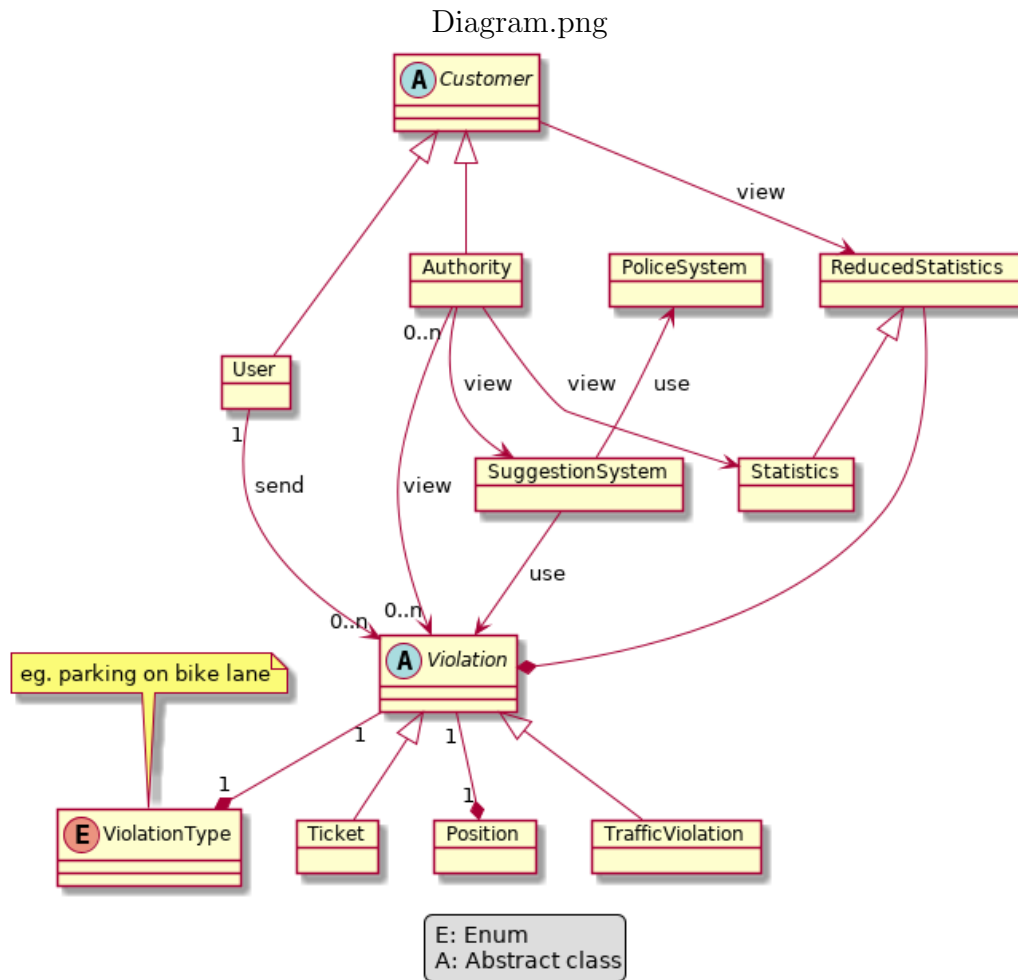 Diagram.png
A Customer
view
Authority
PoliceSystem
ReducedStatistics
0..n
User
view
view
use
1
SuggestionSystem
Statistics
send
view
use
0..n
0..n
A Violation
eg. parking on bike lane
1
1
1
1
E ViolationType
Ticket
Position
TrafficViolation
E: Enum
A: Abstract class